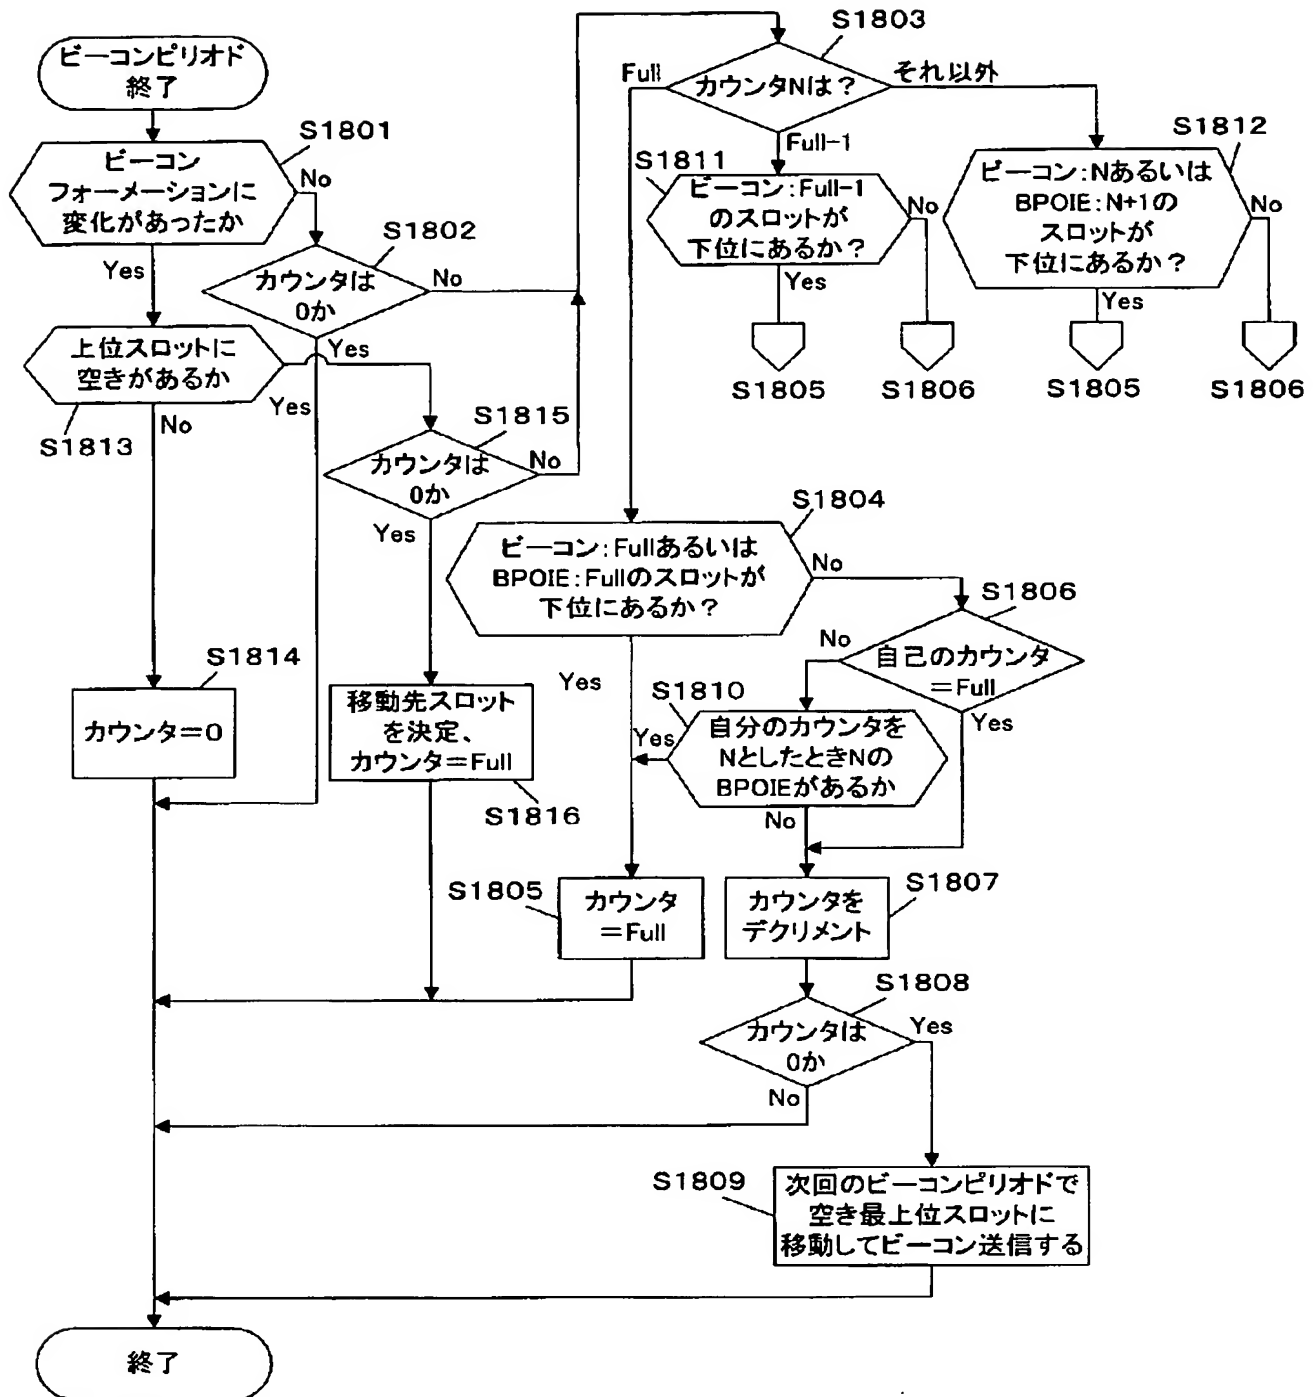 ビーコンピリオド
終了
S1801
ビーコン
フォーメーションに
変化があったか
No
Yes
S1802
カウンタは
0か
No
Yes
上位スロットに
空きがあるか
Yes
No
S1813
S1815
カウンタは
0か
No
Yes
S1814
カウンタ=0
移動先スロット
を決定、
カウンタ=Full
S1816
S1803
カウンタNは?
Full
それ以外
Full-1
S1811
ビーコン:Full-1
のスロットが
下位にあるか?
No
Yes
S1805
S1806
S1812
ビーコン:Nあるいは
BPOIE:N+1の
スロットが
下位にあるか?
No
Yes
S1805
S1806
S1804
ビーコン:Fullあるいは
BPOIE:Fullのスロットが
下位にあるか?
No
Yes
S1806
自己のカウンタ
=Full
No
Yes
S1810
自分のカウンタを
NとしたときNの
BPOIEがあるか
Yes
No
S1805
カウンタ
=Full
S1807
カウンタを
デクリメント
S1808
カウンタは
0か
Yes
No
S1809
次回のビーコンピリオドで
空き最上位スロットに
移動してビーコン送信する
終了